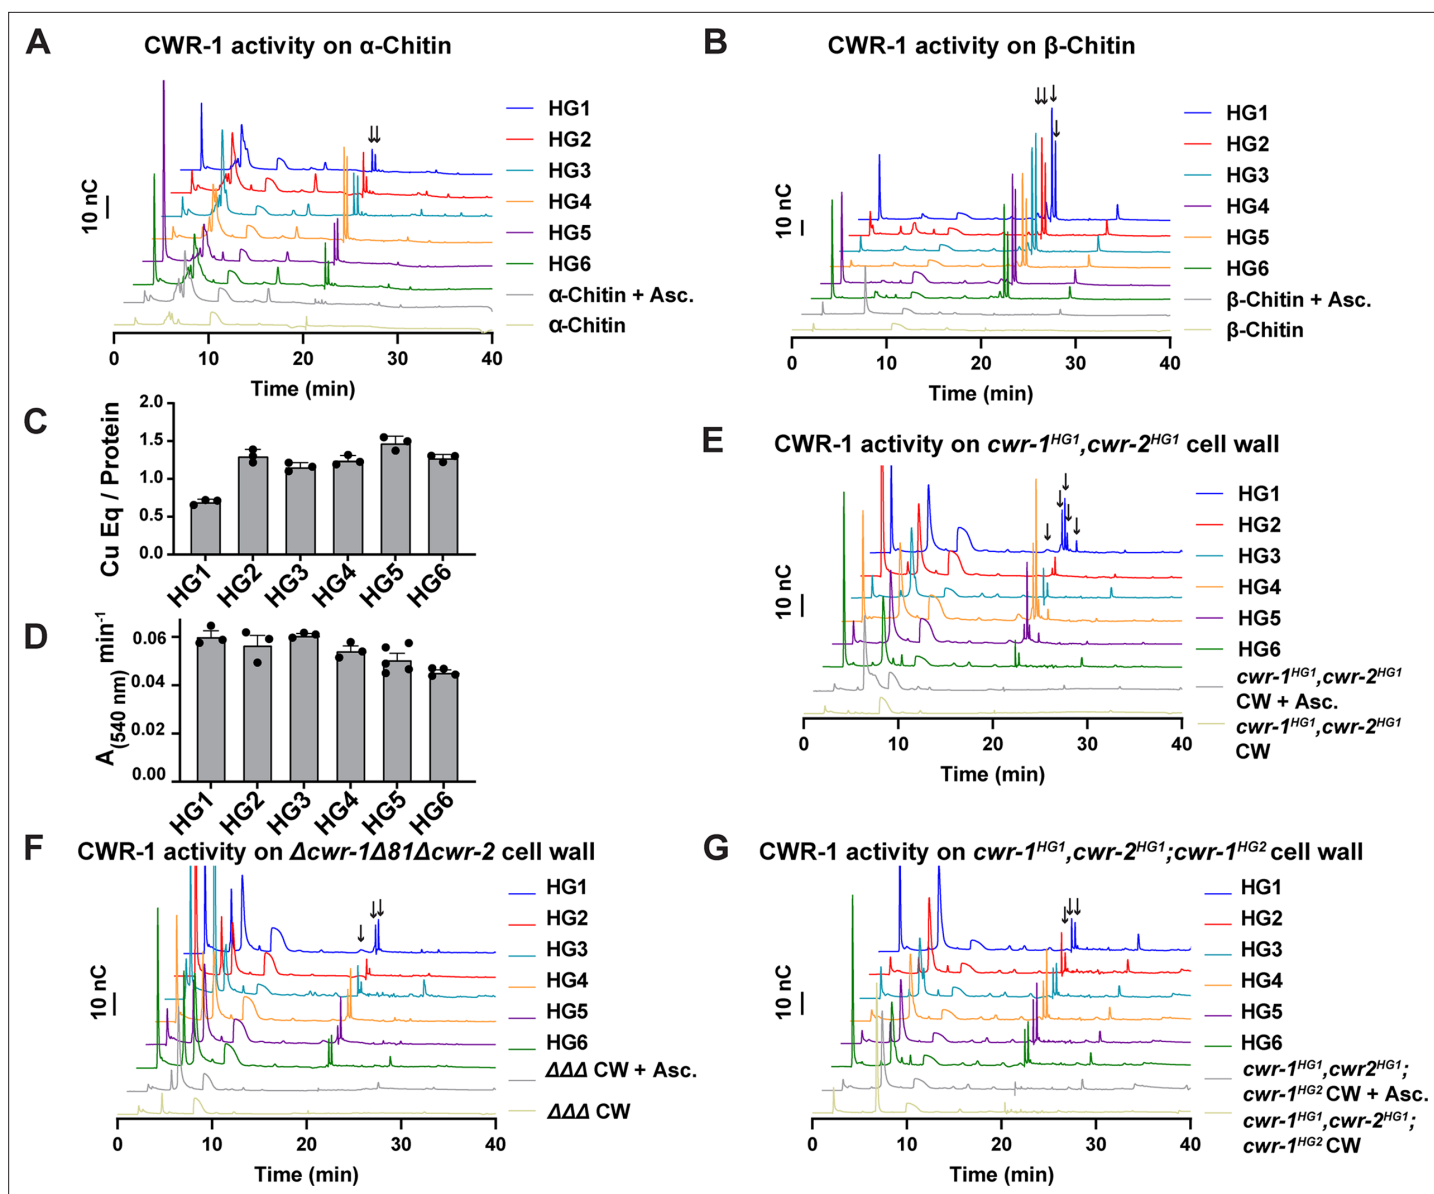 A
CWR-1 activity on α-Chitin
HG1
HG2
HG3
HG4
HG5
HG6
α-Chitin + Asc.
α-Chitin
10 nC
0 10 20 30 40
Time (min)
B
CWR-1 activity on β-Chitin
HG1
HG2
HG3
HG4
HG5
HG6
β-Chitin + Asc.
β-Chitin
10 nC
0 10 20 30 40
Time (min)
C
Cu Eq / Protein
2.0
1.5
1.0
0.5
0.0
HG1 HG2 HG3 HG4 HG5 HG6
D
A(540 nm) min-1
0.06
0.04
0.02
0.00
HG1 HG2 HG3 HG4 HG5 HG6
E
CWR-1 activity on cwr-1HG1,cwr-2HG1 cell wall
HG1
HG2
HG3
HG4
HG5
HG6
cwr-1HG1,cwr-2HG1
CW + Asc.
cwr-1HG1,cwr-2HG1
CW
10 nC
0 10 20 30 40
Time (min)
F
CWR-1 activity on Δcwr-1Δ81Δcwr-2 cell wall
HG1
HG2
HG3
HG4
HG5
HG6
ΔΔΔ CW + Asc.
ΔΔΔ CW
10 nC
0 10 20 30 40
Time (min)
G
CWR-1 activity on cwr-1HG1,cwr-2HG1;cwr-1HG2 cell wall
HG1
HG2
HG3
HG4
HG5
HG6
cwr-1HG1,cwr2HG1;
cwr-1HG2 CW + Asc.
cwr-1HG1,cwr-2HG1;
cwr-1HG2 CW
10 nC
0 10 20 30 40
Time (min)